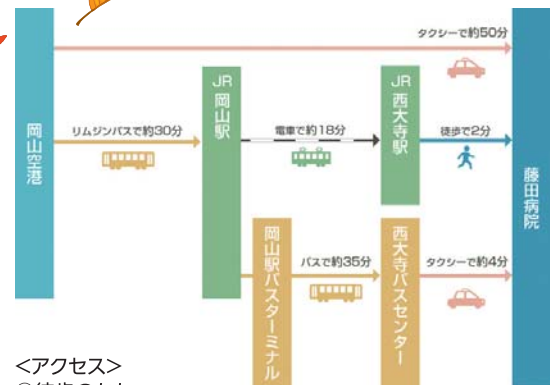 タクシーで約50分
岡山空港
リムジンバスで約30分
JR岡山駅
電車で約18分
JR西大寺駅
徒歩で2分
藤田病院
岡山駅バスターミナル
バスで約35分
西大寺バスセンター
タクシーで約4分
<アクセス>